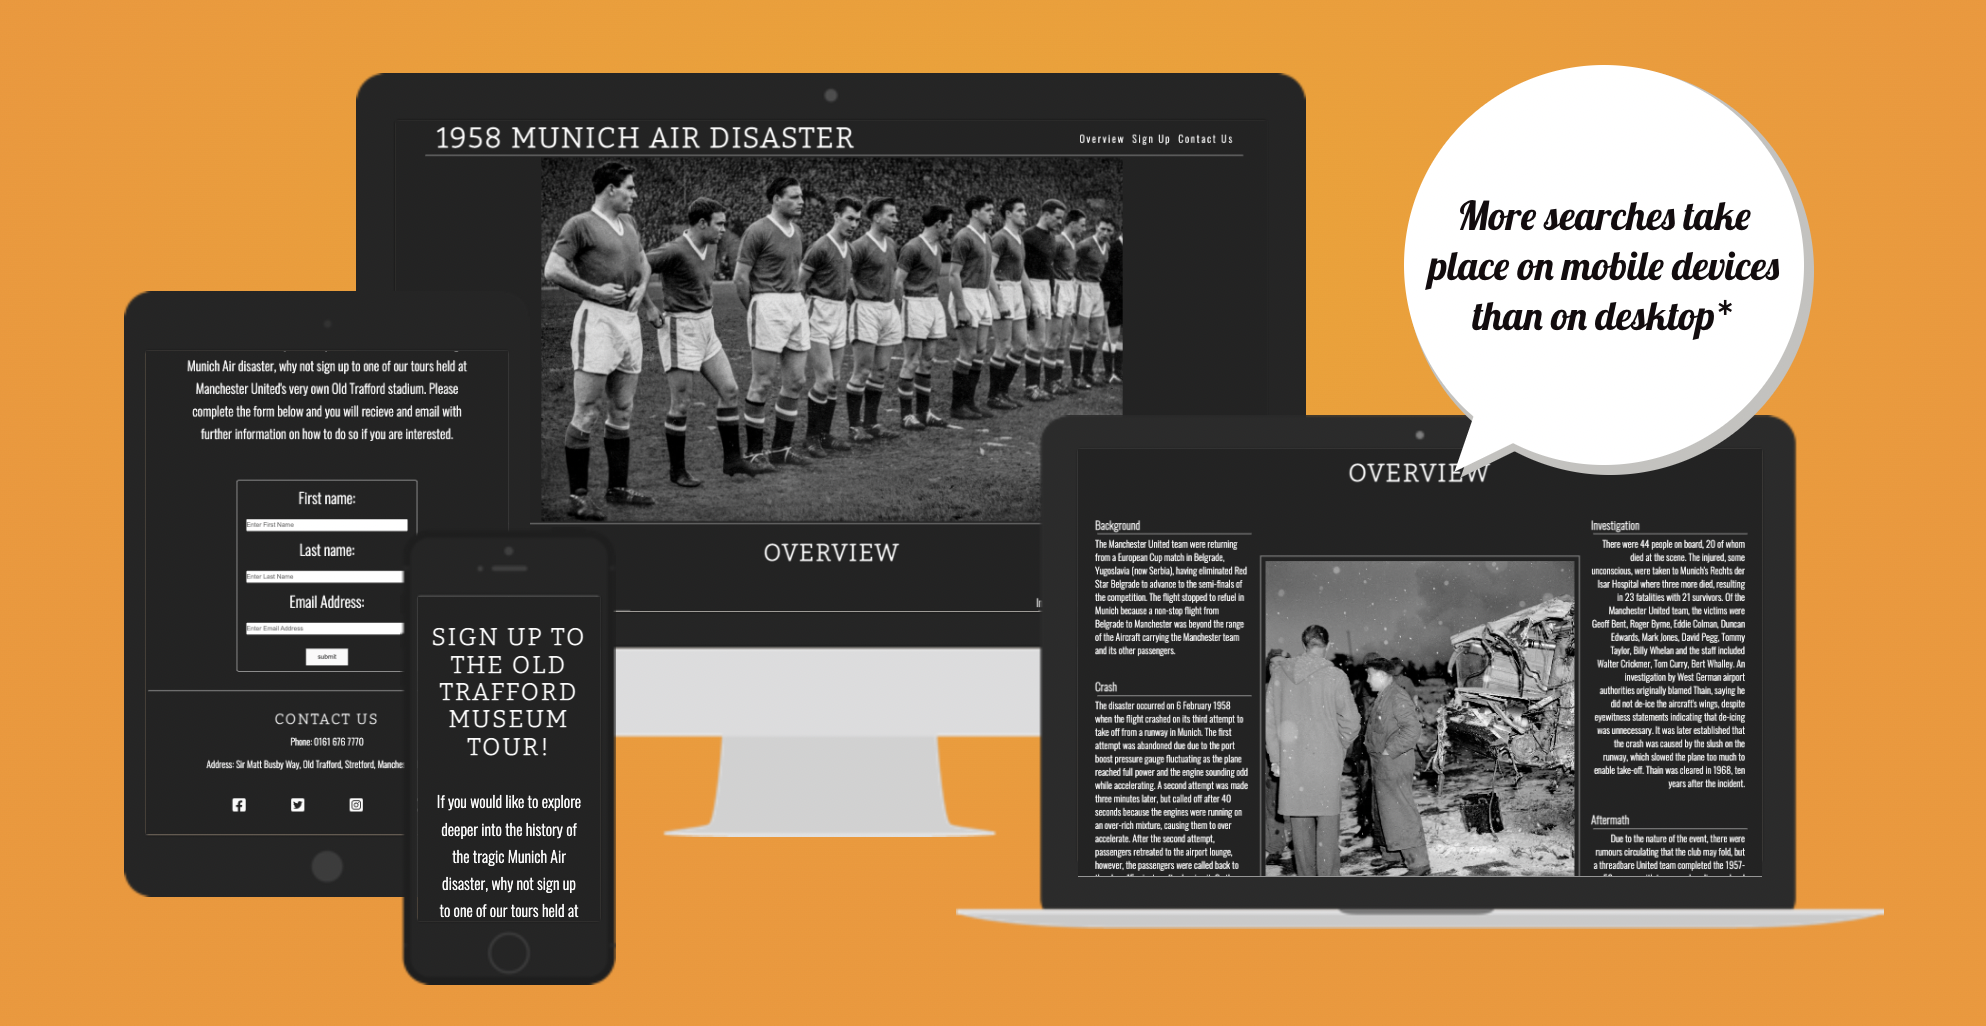 1958 MUNICH AIR DISASTER
Overview Sign Up Contact Us
OVERVIEW
More searches take
place on mobile devices
than on desktop*
Munich Air disaster, why not sign up to one of our tours held at
Manchester United's very own Old Trafford stadium. Please
complete the form below and you will recieve and email with
further information on how to do so if you are interested.
First name:
Enter First Name
Last name:
Enter Last Name
Email Address:
Enter Email Address
submit
CONTACT US
Phone: 0161 676 7770
Address: Sir Matt Busby Way, Old Trafford, Stretford, Manche
SIGN UP TO
THE OLD
TRAFFORD
MUSEUM
TOUR!
If you would like to explore
deeper into the history of
the tragic Munich Air
disaster, why not sign up
to one of our tours held at
OVERVIEW
Background
The Manchester United team were returning
from a European Cup match in Belgrade,
Yugoslavia (now Serbia), having eliminated Red
Star Belgrade to advance to the semi-finals of
the competition. The flight stopped to refuel in
Munich because a non-stop flight from
Belgrade to Manchester was beyond the range
of the Aircraft carrying the Manchester team
and its other passengers.
Crash
The disaster occurred on 6 February 1958
when the flight crashed on its third attempt to
take off from a runway in Munich. The first
attempt was abandoned due due to the port
boost pressure gauge fluctuating as the plane
reached full power and the engine sounding odd
while accelerating. A second attempt was made
three minutes later, but called off after 40
seconds because the engines were running on
an over-rich mixture, causing them to over
accelerate. After the second attempt,
passengers retreated to the airport lounge,
however, the passengers were called back to
Investigation
There were 44 people on board, 20 of whom
died at the scene. The injured, some
unconscious, were taken to Munich's Rechts der
Isar Hospital where three more died, resulting
in 23 fatalities with 21 survivors. Of the
Manchester United team, the victims were
Geoff Bent, Roger Byrne, Eddie Colman, Duncan
Edwards, Mark Jones, David Pegg, Tommy
Taylor, Billy Whelan and the staff included
Walter Crickmer, Tom Curry, Bert Whalley. An
investigation by West German airport
authorities originally blamed Thain, saying he
did not de-ice the aircraft's wings, despite
eyewitness statements indicating that de-icing
was unnecessary. It was later established that
the crash was caused by the slush on the
runway, which slowed the plane too much to
enable take-off. Thain was cleared in 1968, ten
years after the incident.
Aftermath
Due to the nature of the event, there were
rumours circulating that the club may fold, but
a threadbare United team completed the 1957-